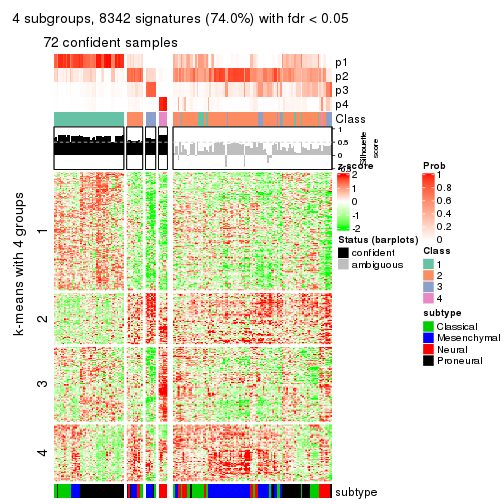 4 subgroups, 8342 signatures (74.0%) with fdr < 0.05
72 confident samples
p1
p2
p3
p4
Class
1
0.5
0
-0.5
Silhouette
score
k-means with 4 groups
1
2
3
4
z-score
2
1
0
-1
-2
Status (barplots)
confident
ambiguous
Prob
1
0.8
0.6
0.4
0.2
0
Class
1
2
3
4
subtype
Classical
Mesenchymal
Neural
Proneural
subtype